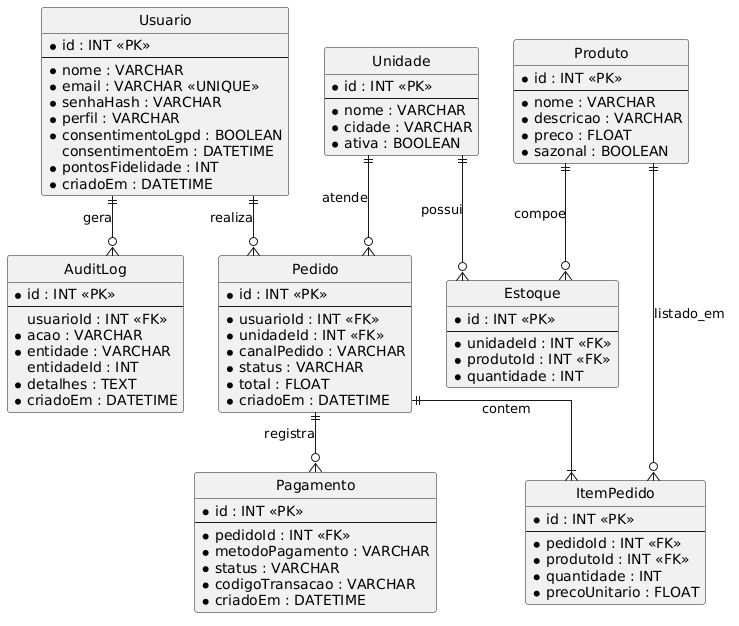 Usuario
• id : INT «PK»
• nome : VARCHAR
• email : VARCHAR «UNIQUE»
• senhaHash : VARCHAR
• perfil : VARCHAR
• consentimentoLgpd : BOOLEAN
consentimentoEm : DATETIME
• pontosFidelidade : INT
• criadoEm : DATETIME
Unidade
• id : INT «PK»
• nome : VARCHAR
• cidade : VARCHAR
• ativa : BOOLEAN
Produto
• id : INT «PK»
• nome : VARCHAR
• descricao : VARCHAR
• preco : FLOAT
• sazonal : BOOLEAN
gera
realiza
atende
possui
compoe
listado_em
AuditLog
• id : INT «PK»
usuarioId : INT «FK»
• acao : VARCHAR
• entidade : VARCHAR
entidadeId : INT
• detalhes : TEXT
• criadoEm : DATETIME
Pedido
• id : INT «PK»
• usuarioId : INT «FK»
• unidadeId : INT «FK»
• canalPedido : VARCHAR
• status : VARCHAR
• total : FLOAT
• criadoEm : DATETIME
Estoque
• id : INT «PK»
• unidadeId : INT «FK»
• produtoId : INT «FK»
• quantidade : INT
registra
contem
Pagamento
• id : INT «PK»
• pedidoId : INT «FK»
• metodoPagamento : VARCHAR
• status : VARCHAR
• codigoTransacao : VARCHAR
• criadoEm : DATETIME
ItemPedido
• id : INT «PK»
• pedidoId : INT «FK»
• produtoId : INT «FK»
• quantidade : INT
• precoUnitario : FLOAT